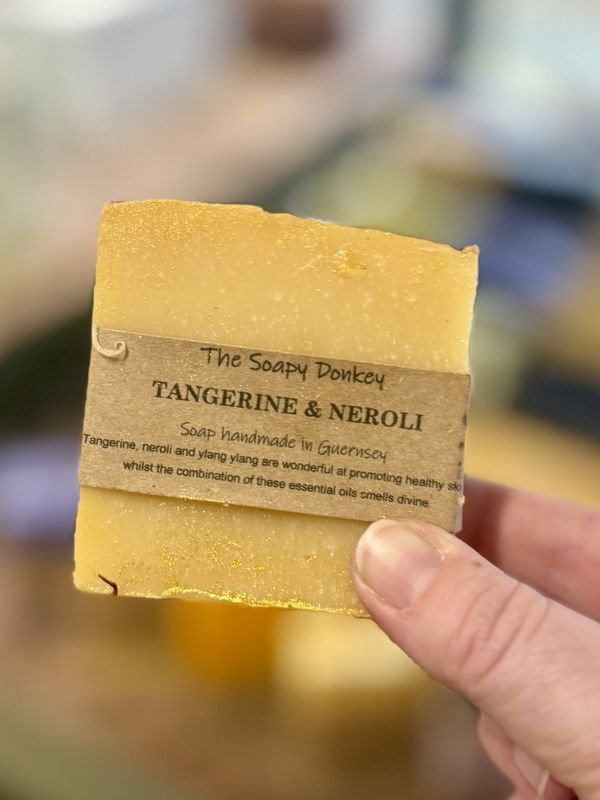 The Soapy Donkey
TANGERINE & NEROLI
Soap handmade in Guernsey
Tangerine, neroli and ylang ylang are wonderful at promoting healthy ski
whilst the combination of these essential oils smells divine